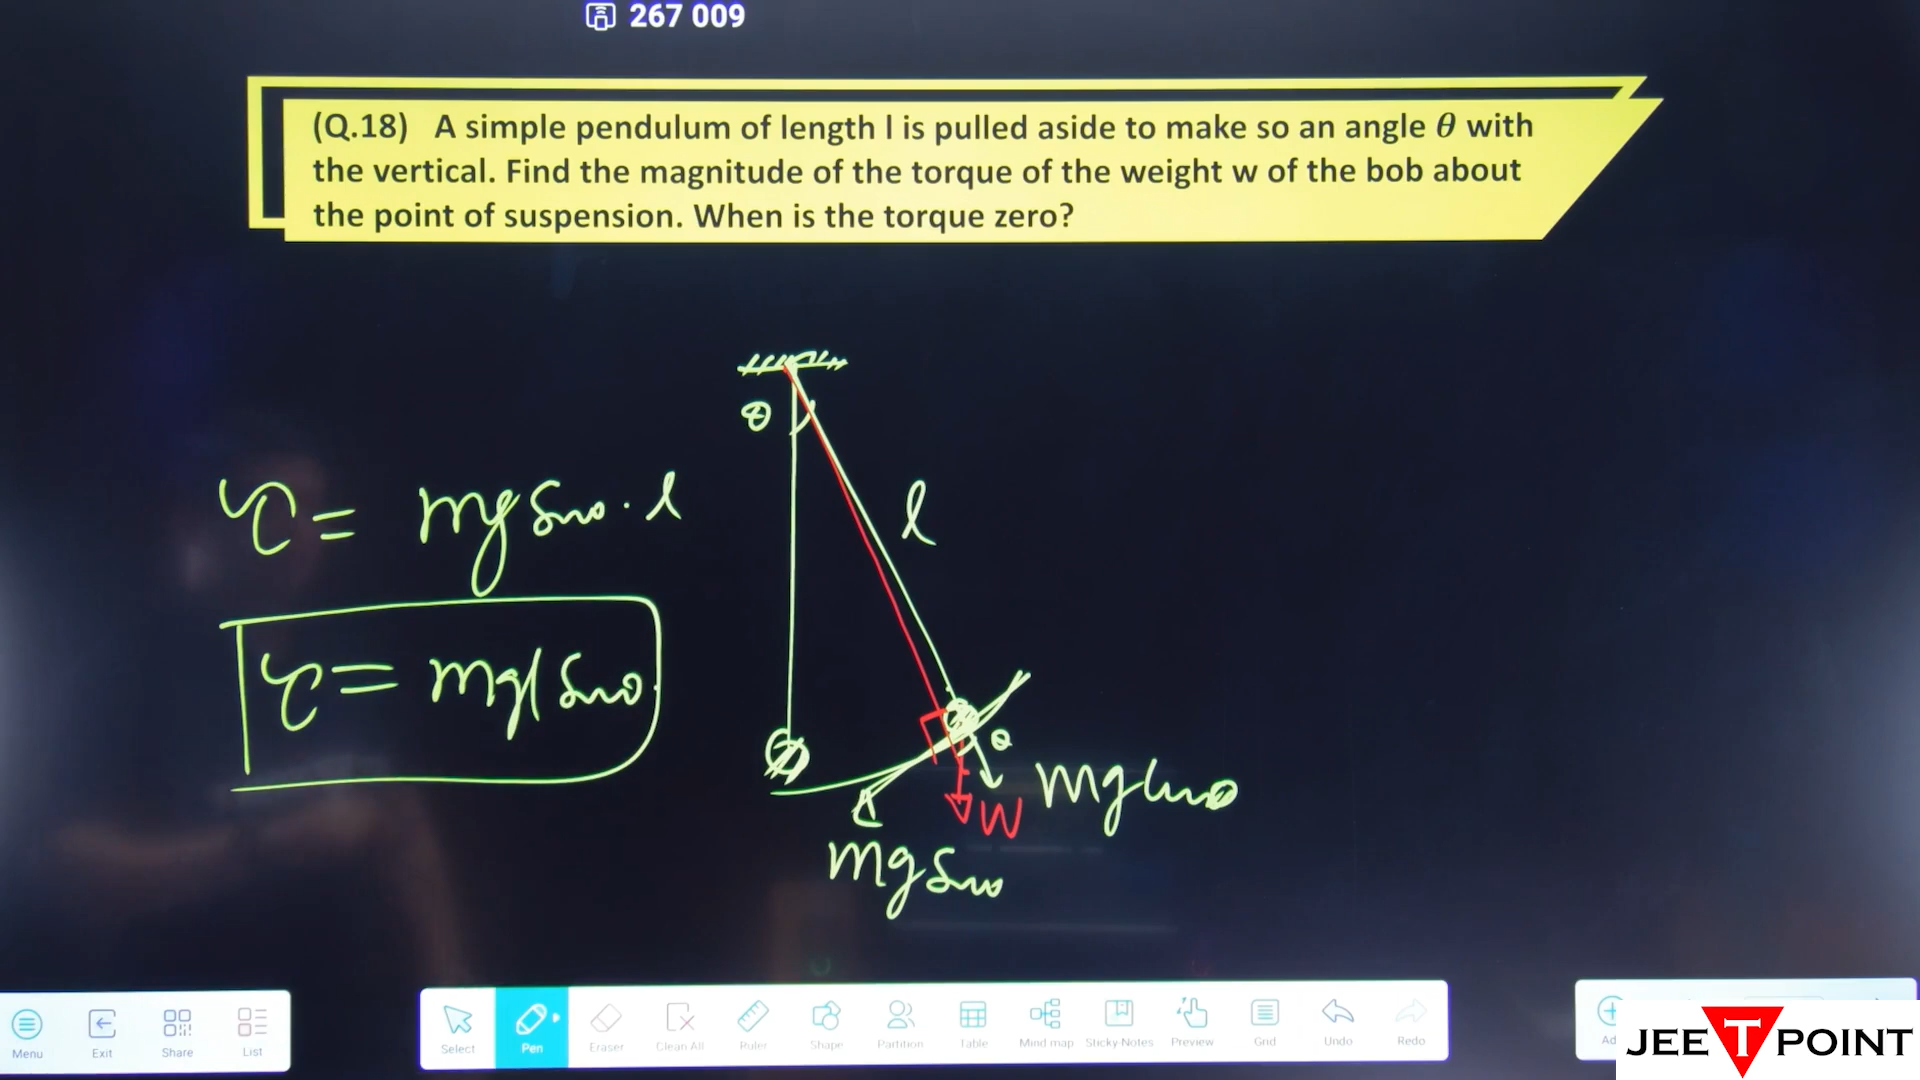 267 009
(Q.18) A simple pendulum of length l is pulled aside to make so an angle θ with
the vertical. Find the magnitude of the torque of the weight w of the bob about
the point of suspension. When is the torque zero?
θ
l
τ = mg sinθ · l
τ = mgl sinθ
θ
mg cosθ
W
mg sinθ
Menu
Exit
Share
List
Select
Pen
Eraser
Clean All
Ruler
Shape
Partition
Table
Mind map
Sticky Notes
Preview
Grid
Undo
Redo
JEE T POINT